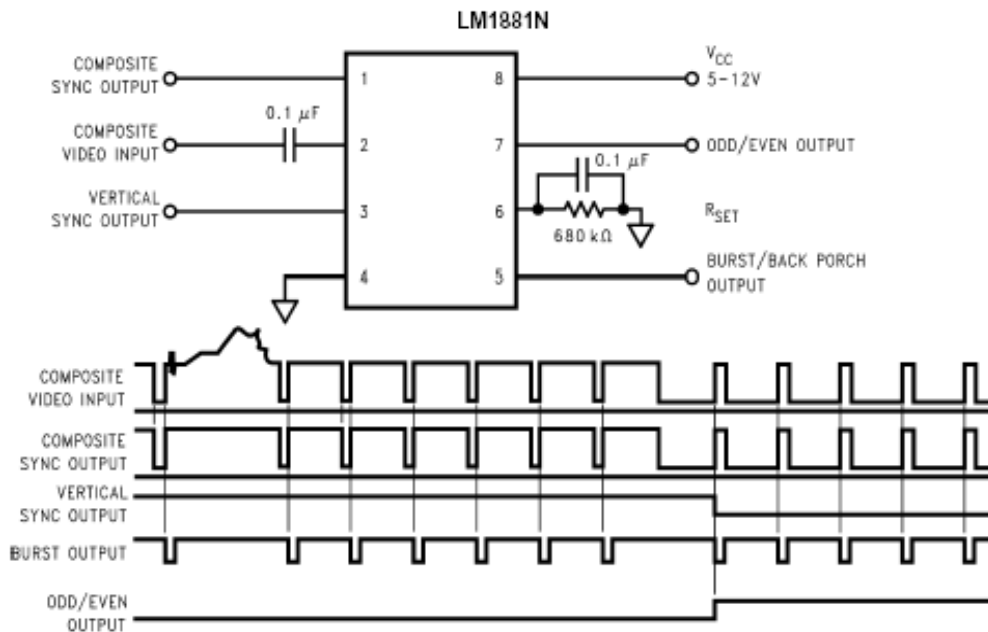 LM1881N
COMPOSITE
SYNC OUTPUT
1
8
VCC
5-12V
0.1 μF
COMPOSITE
VIDEO INPUT
2
7
ODD/EVEN OUTPUT
0.1 μF
VERTICAL
SYNC OUTPUT
3
6
RSET
680 kΩ
4
5
BURST/BACK PORCH
OUTPUT
COMPOSITE
VIDEO INPUT
COMPOSITE
SYNC OUTPUT
VERTICAL
SYNC OUTPUT
BURST OUTPUT
ODD/EVEN
OUTPUT